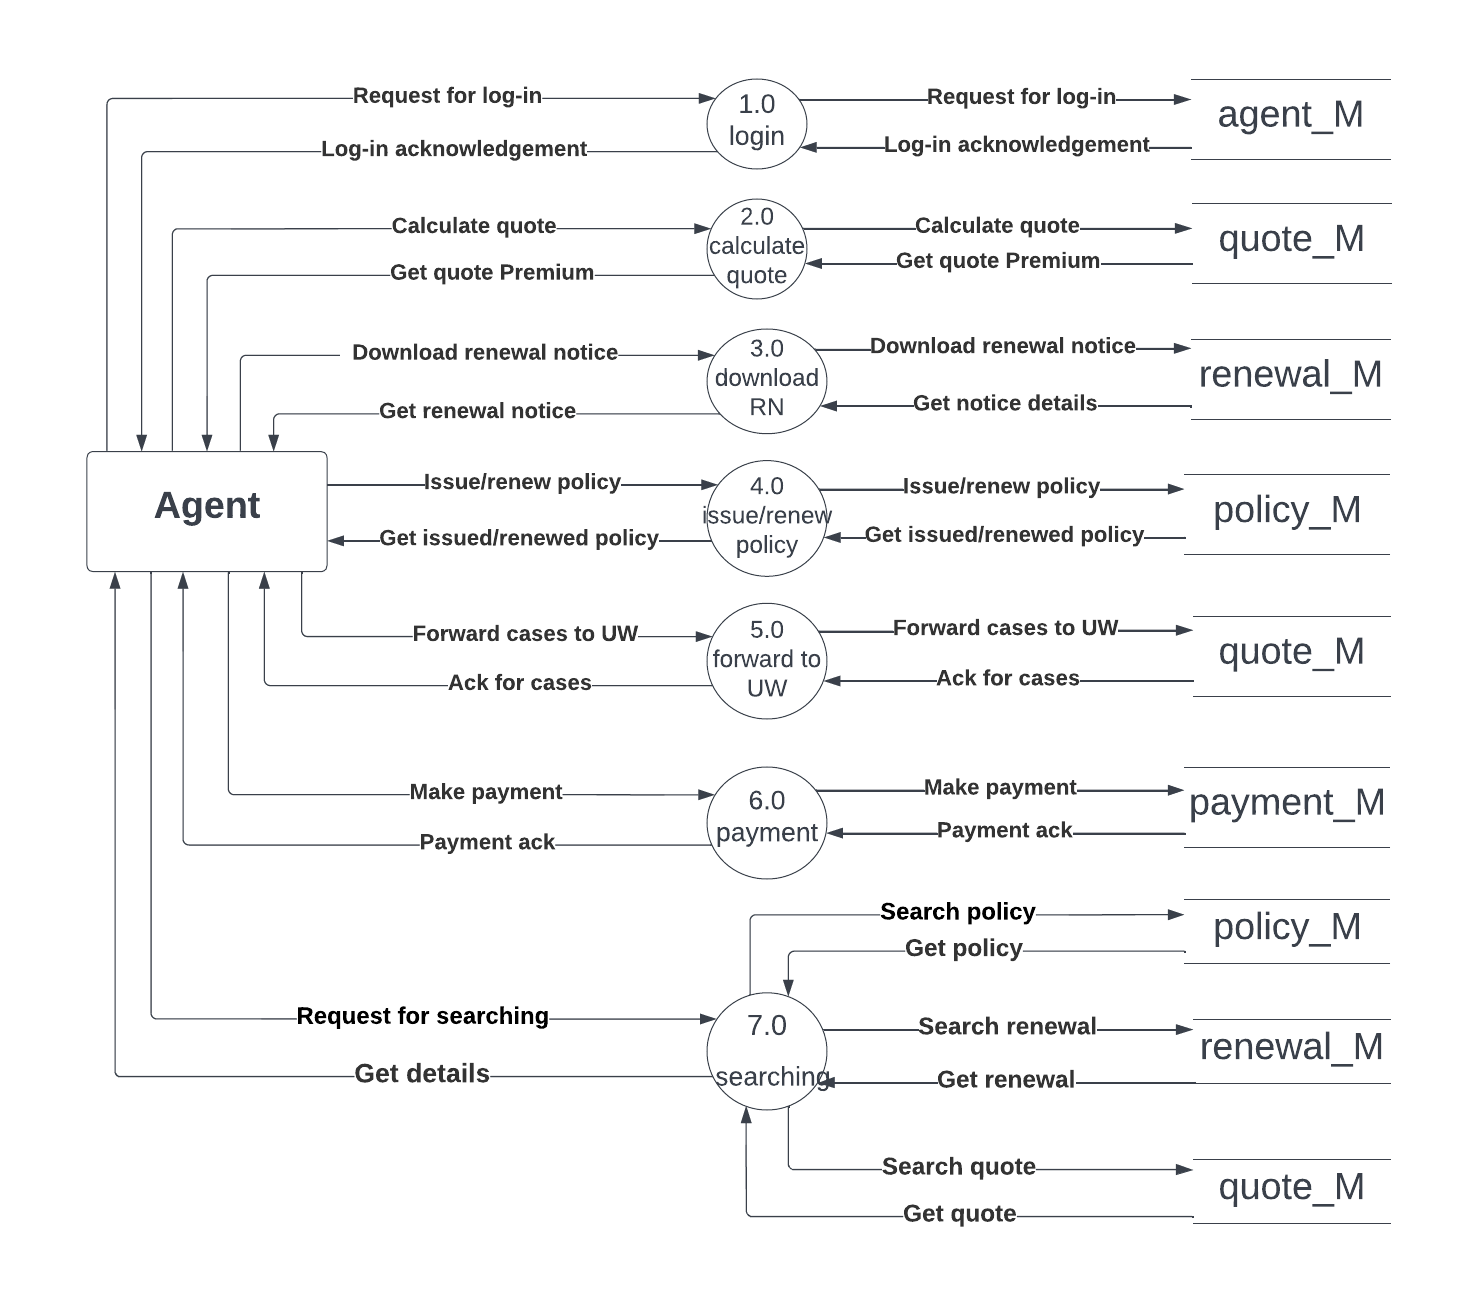 Request for log-in
1.0
login
Request for log-in
agent_M
Log-in acknowledgement
Log-in acknowledgement
Calculate quote
2.0
calculate
quote
Calculate quote
quote_M
Get quote Premium
Get quote Premium
Download renewal notice
3.0
download
RN
Download renewal notice
renewal_M
Get renewal notice
Get notice details
Agent
Issue/renew policy
4.0
issue/renew
policy
Issue/renew policy
policy_M
Get issued/renewed policy
Get issued/renewed policy
Forward cases to UW
5.0
forward to
UW
Forward cases to UW
quote_M
Ack for cases
Ack for cases
Make payment
6.0
payment
Make payment
payment_M
Payment ack
Payment ack
Search policy
policy_M
Get policy
Request for searching
7.0
searching
Search renewal
renewal_M
Get details
Get renewal
Search quote
quote_M
Get quote